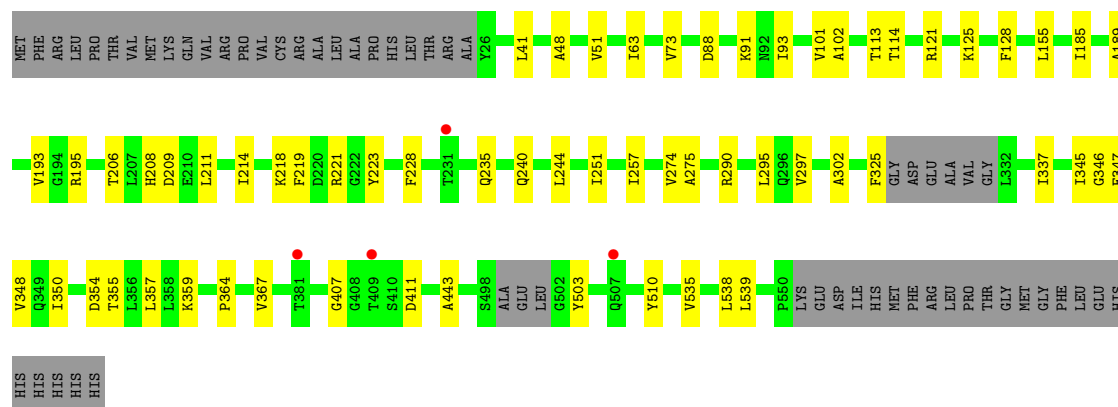 MET PHE ARG LEU PRO THR VAL MET LYS GLN VAL ARG PRO VAL CYS ARG ALA LEU ALA PRO HIS LEU THR ARG ALA Y26 L41 A48 V51 I63 V73 D88 K91 N92 I93 V101 A102 T113 T114 R121 K125 F128 L155 I185 A189
V193 G194 R195 T206 L207 H208 D209 E210 L211 I214 K218 F219 D220 R221 G222 Y223 F228 T231 Q235 Q240 L244 I251 I257 V274 A275 R290 L295 Q296 V297 A302 F325 GLY ASP GLU ALA VAL GLY L332 I337 I345 G346 E347
V348 Q349 I350 D354 T355 L356 L357 L358 K359 P364 V367 T381 G407 G408 T409 S410 D411 A443 S498 ALA GLU LEU G502 Y503 Q507 Y510 V535 L538 L539 P550 LYS GLU ASP ILE HIS MET PHE ARG LEU PRO THR GLY MET GLY PHE LEU GLU HIS
HIS HIS HIS HIS HIS